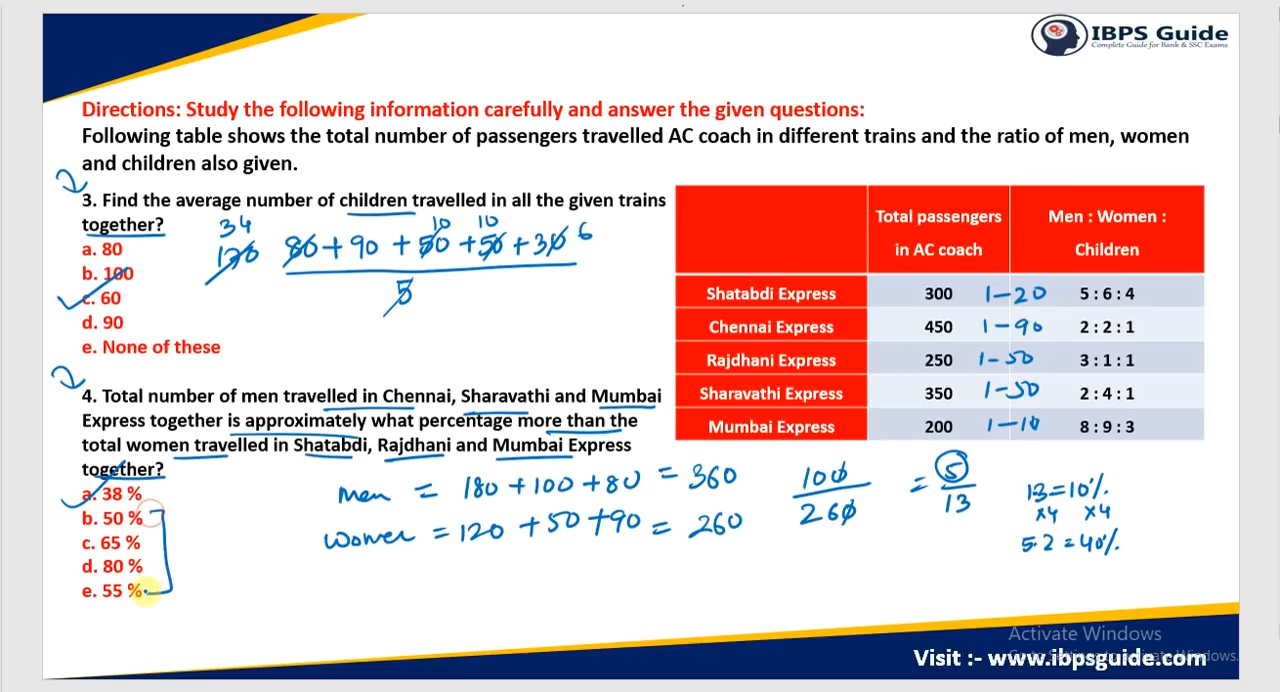 IBPS Guide
Complete Guide for Bank & SSC Exams
Directions: Study the following information carefully and answer the given questions:
Following table shows the total number of passengers travelled AC coach in different trains and the ratio of men, women
and children also given.
3. Find the average number of children travelled in all the given trains
together?
34
10 10
120 80 + 90 + 50 + 50 + 30 6
5
a. 80
b. 100
c. 60
d. 90
e. None of these
Total passengers in AC coach Men : Women : Children
Shatabdi Express 300 1-20 5 : 6 : 4
Chennai Express 450 1-90 2 : 2 : 1
Rajdhani Express 250 1-50 3 : 1 : 1
Sharavathi Express 350 1-50 2 : 4 : 1
Mumbai Express 200 1-10 8 : 9 : 3
4. Total number of men travelled in Chennai, Sharavathi and Mumbai
Express together is approximately what percentage more than the
total women travelled in Shatabdi, Rajdhani and Mumbai Express
together?
a. 38 %
b. 50 %
c. 65 %
d. 80 %
e. 55 %
men = 180 + 100 + 80 = 360
women = 120 + 50 + 90 = 260
100
260
= 5
13
13 = 10%
×4 ×4
5.2 = 40%
Activate Windows
Visit :- www.ibpsguide.com